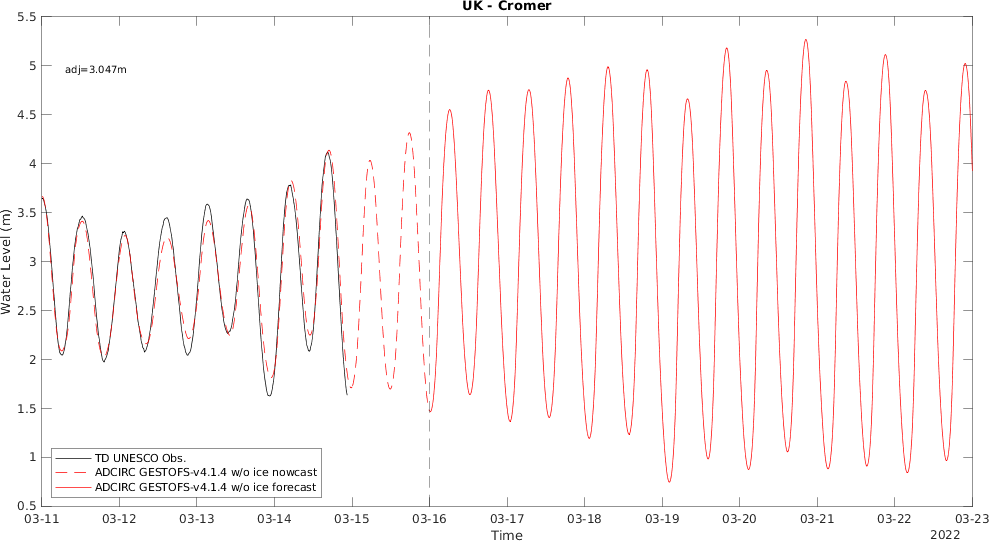 UK - Cromer
5.5
5
4.5
4
3.5
3
2.5
2
1.5
1
0.5
Water Level (m)
adj=3.047m
TD UNESCO Obs.
ADCIRC GESTOFS-v4.1.4 w/o ice nowcast
ADCIRC GESTOFS-v4.1.4 w/o ice forecast
03-11 03-12 03-13 03-14 03-15 03-16 03-17 03-18 03-19 03-20 03-21 03-22 03-23
Time
2022